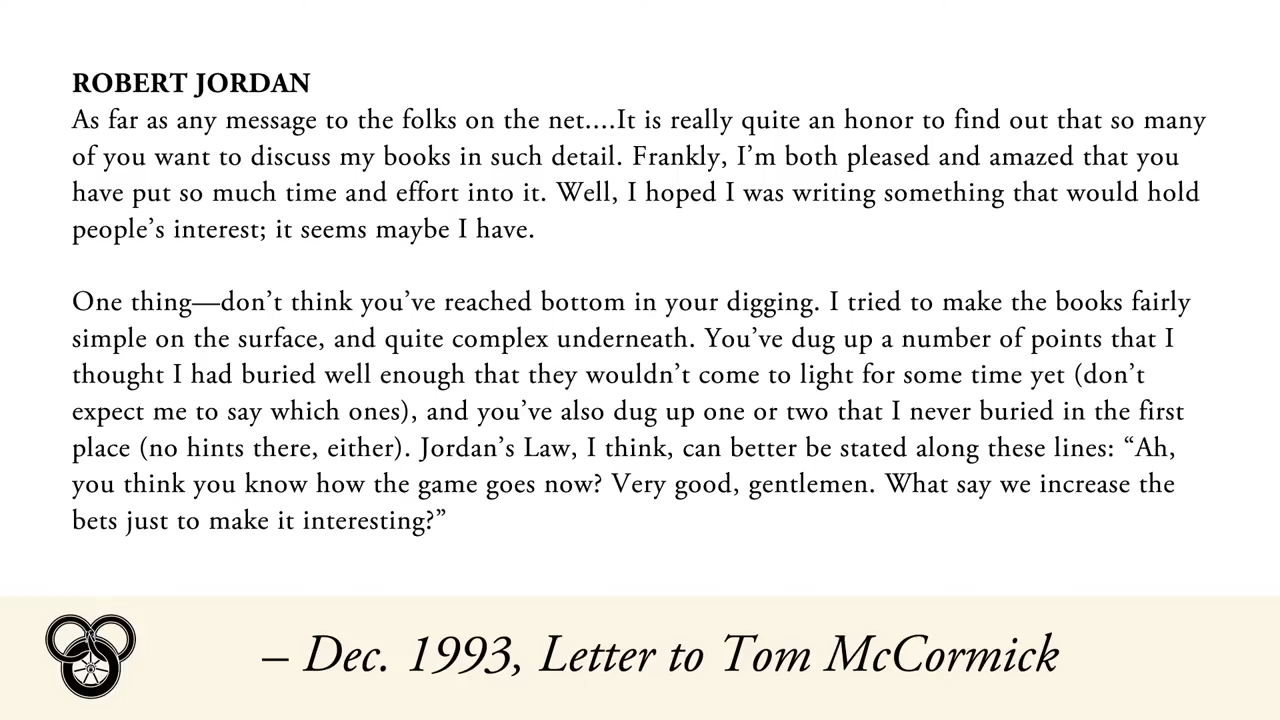 ROBERT JORDAN
As far as any message to the folks on the net....It is really quite an honor to find out that so many
of you want to discuss my books in such detail. Frankly, I’m both pleased and amazed that you
have put so much time and effort into it. Well, I hoped I was writing something that would hold
people’s interest; it seems maybe I have.
One thing—don’t think you’ve reached bottom in your digging. I tried to make the books fairly
simple on the surface, and quite complex underneath. You’ve dug up a number of points that I
thought I had buried well enough that they wouldn’t come to light for some time yet (don’t
expect me to say which ones), and you’ve also dug up one or two that I never buried in the first
place (no hints there, either). Jordan’s Law, I think, can better be stated along these lines: “Ah,
you think you know how the game goes now? Very good, gentlemen. What say we increase the
bets just to make it interesting?”
– Dec. 1993, Letter to Tom McCormick